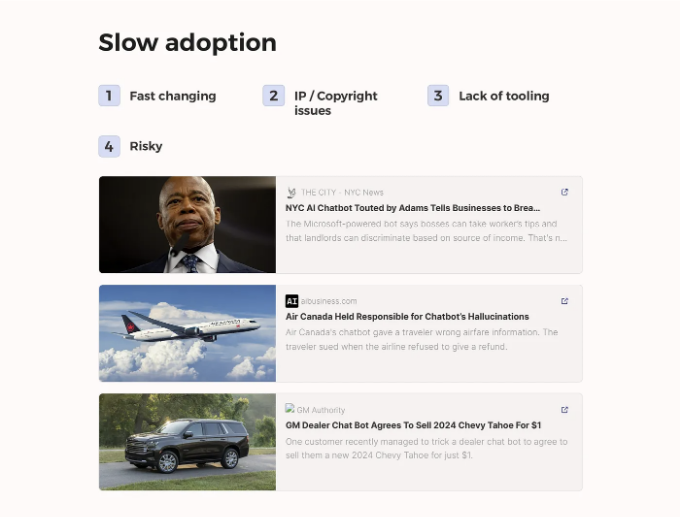 Slow adoption
1 Fast changing
2 IP / Copyright
issues
3 Lack of tooling
4 Risky
THE CITY - NYC News
NYC AI Chatbot Touted by Adams Tells Businesses to Brea...
The Microsoft-powered bot says bosses can take worker's tips and
that landlords can discriminate based on source of income. That's n...
AI aibusiness.com
Air Canada Held Responsible for Chatbot's Hallucinations
Air Canada's chatbot gave a traveler wrong airfare information. The
traveler sued when the airline refused to give a refund.
GM Authority
GM Dealer Chat Bot Agrees To Sell 2024 Chevy Tahoe For $1
One customer recently managed to trick a dealer chat bot to agree to
sell them a new 2024 Chevy Tahoe for just $1.